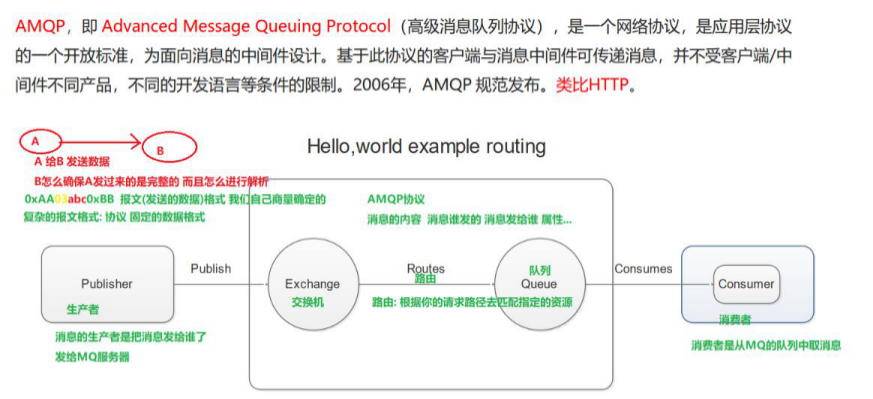 AMQP，即 Advanced Message Queuing Protocol（高级消息队列协议），是一个网络协议，是应用层协议
的一个开放标准，为面向消息的中间件设计。基于此协议的客户端与消息中间件可传递消息，并不受客户端/中
间件不同产品，不同的开发语言等条件的限制。2006年，AMQP 规范发布。类比HTTP。
A
B
Hello,world example routing
A 给B 发送数据
B怎么确保A发过来的是完整的 而且怎么进行解析
0xAA03abc0xBB 报文(发送的数据)格式 我们自己商量确定的
复杂的报文格式: 协议 固定的数据格式
AMQP协议
消息的内容 消息谁发的 消息发给谁 属性...
Publisher
生产者
Publish
Exchange
交换机
Routes
路由
队列
Queue
Consumes
Consumer
消费者
路由: 根据你的请求路径去匹配指定的资源
消息的生产者是把消息发给谁了
发给MQ服务器
消费者是从MQ的队列中取消息